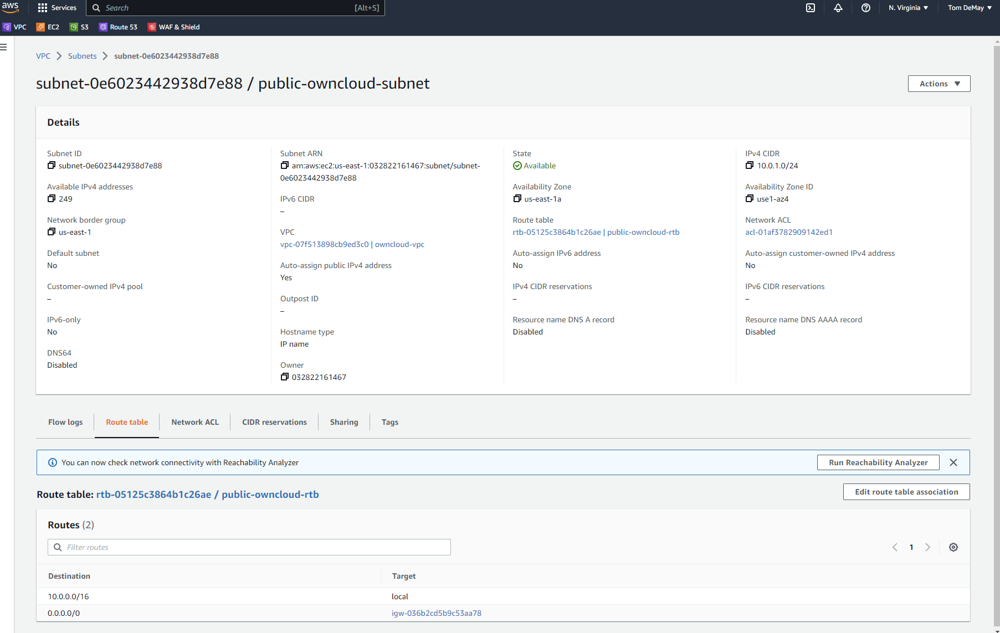 aws
Services
Search
[Alt+S]
N. Virginia
Tom DeMay
VPC
EC2
S3
Route 53
WAF & Shield
VPC
Subnets
subnet-0e6023442938d7e88
subnet-0e6023442938d7e88 / public-owncloud-subnet
Actions
Details
Subnet ID
subnet-0e6023442938d7e88
Available IPv4 addresses
249
Network border group
us-east-1
Default subnet
No
Customer-owned IPv4 pool
–
IPv6-only
No
DNS64
Disabled
Subnet ARN
arn:aws:ec2:us-east-1:032822161467:subnet/subnet-
0e6023442938d7e88
IPv6 CIDR
–
VPC
vpc-07f513898cb9ed3c0 | owncloud-vpc
Auto-assign public IPv4 address
Yes
Outpost ID
–
Hostname type
IP name
Owner
032822161467
State
Available
Availability Zone
us-east-1a
Route table
rtb-05125c3864b1c26ae | public-owncloud-rtb
Auto-assign IPv6 address
No
IPv4 CIDR reservations
–
Resource name DNS A record
Disabled
IPv4 CIDR
10.0.1.0/24
Availability Zone ID
use1-az4
Network ACL
acl-01af3782909142ed1
Auto-assign customer-owned IPv4 address
No
IPv6 CIDR reservations
–
Resource name DNS AAAA record
Disabled
Flow logs
Route table
Network ACL
CIDR reservations
Sharing
Tags
You can now check network connectivity with Reachability Analyzer
Run Reachability Analyzer
Route table: rtb-05125c3864b1c26ae / public-owncloud-rtb
Edit route table association
Routes (2)
Filter routes
1
Destination
Target
10.0.0.0/16
local
0.0.0.0/0
igw-036b2cd5b9c53aa78